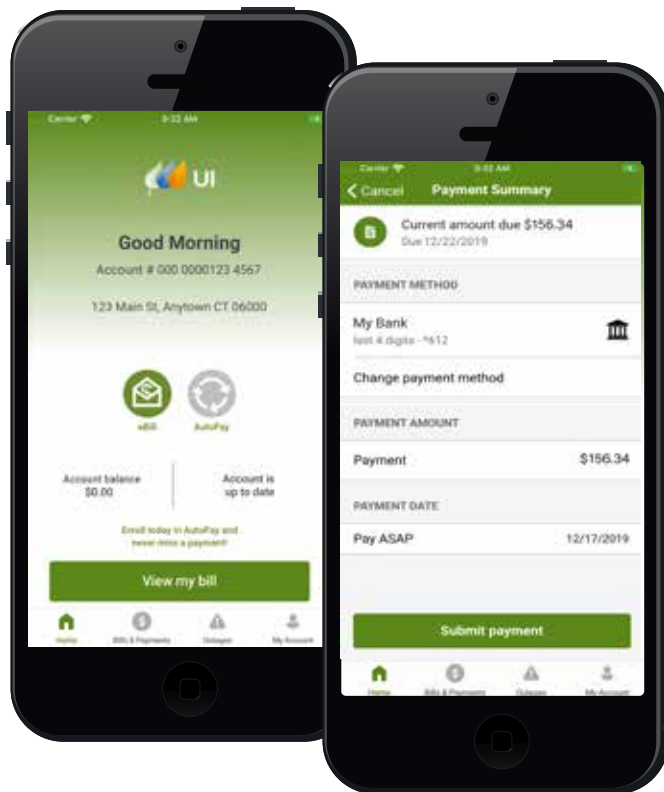 Carrier
9:32 AM
UI
Good Morning
Account # 000 0000123 4567
123 Main St, Anytown CT 06000
eBill
AutoPay
Account balance
$0.00
Account is
up to date
Enroll today in AutoPay and
never miss a payment!
View my bill
Home
Bills & Payments
Outages
My Account
Carrier
9:32 AM
Cancel
Payment Summary
Current amount due $156.34
Due 12/22/2019
PAYMENT METHOD
My Bank
last 4 digits - *612
Change payment method
PAYMENT AMOUNT
Payment
$156.34
PAYMENT DATE
Pay ASAP
12/17/2019
Submit payment
Home
Bills & Payments
Outages
My Account